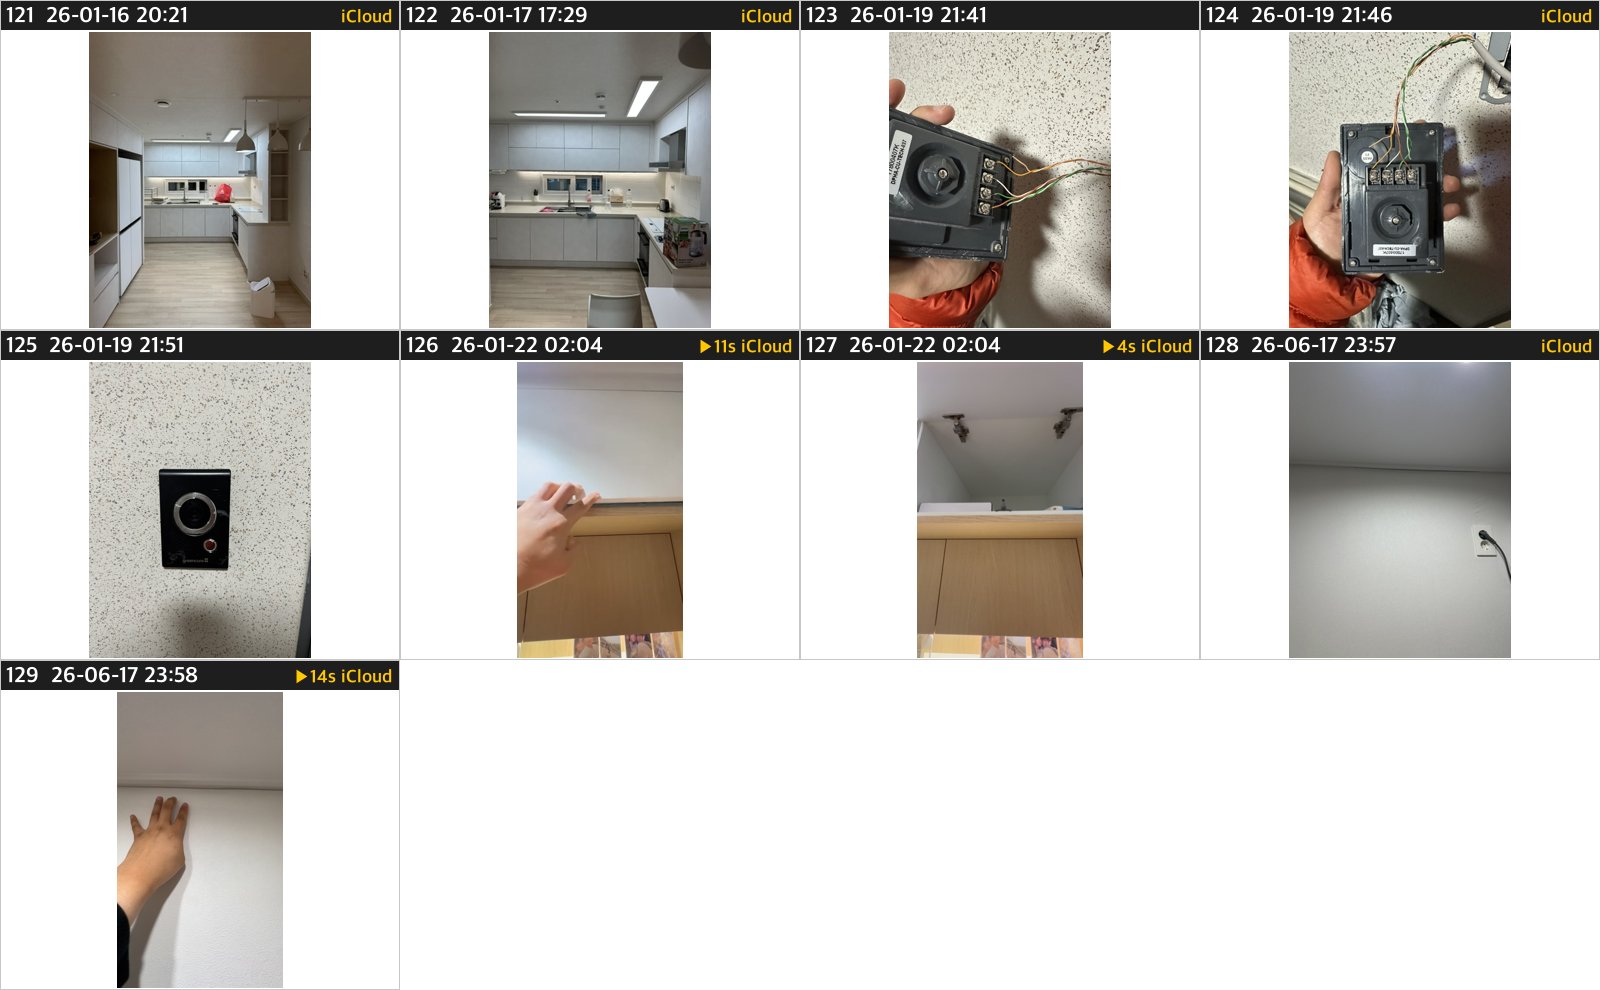 121 26-01-16 20:21 iCloud
122 26-01-17 17:29 iCloud
123 26-01-19 21:41 iCloud
124 26-01-19 21:46 iCloud
125 26-01-19 21:51
126 26-01-22 02:04 ▶11s iCloud
127 26-01-22 02:04 ▶4s iCloud
128 26-06-17 23:57 iCloud
129 26-06-17 23:58 ▶14s iCloud